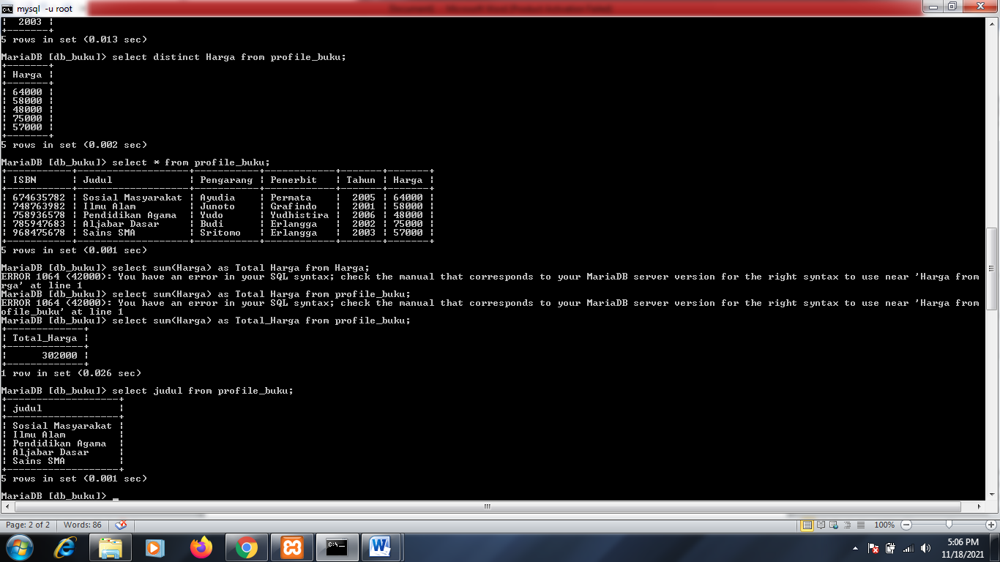 mysql -u root
¦ 2003 ¦
+-------+
5 rows in set (0.013 sec)
MariaDB [db_buku]> select distinct Harga from profile_buku;
+-------+
¦ Harga ¦
+-------+
¦ 64000 ¦
¦ 58000 ¦
¦ 48000 ¦
¦ 75000 ¦
¦ 57000 ¦
+-------+
5 rows in set (0.002 sec)
MariaDB [db_buku]> select * from profile_buku;
+-----------+-------------------+-----------+------------+-------+-------+
¦ ISBN      ¦ Judul             ¦ Pengarang ¦ Penerbit   ¦ Tahun ¦ Harga ¦
+-----------+-------------------+-----------+------------+-------+-------+
¦ 674635782 ¦ Sosial Masyarakat ¦ Ayudia    ¦ Permata    ¦  2005 ¦ 64000 ¦
¦ 748763982 ¦ Ilmu Alam         ¦ Junoto    ¦ Grafindo   ¦  2001 ¦ 58000 ¦
¦ 758936578 ¦ Pendidikan Agama  ¦ Yudo      ¦ Yudhistira ¦  2006 ¦ 48000 ¦
¦ 785947683 ¦ Aljabar Dasar     ¦ Budi      ¦ Erlangga   ¦  2002 ¦ 75000 ¦
¦ 968475678 ¦ Sains SMA         ¦ Sritomo   ¦ Erlangga   ¦  2003 ¦ 57000 ¦
+-----------+-------------------+-----------+------------+-------+-------+
5 rows in set (0.001 sec)
MariaDB [db_buku]> select sum(Harga) as Total Harga from Harga;
ERROR 1064 (42000): You have an error in your SQL syntax; check the manual that corresponds to your MariaDB server version for the right syntax to use near 'Harga from
rga' at line 1
MariaDB [db_buku]> select sum(Harga) as Total Harga from profile_buku;
ERROR 1064 (42000): You have an error in your SQL syntax; check the manual that corresponds to your MariaDB server version for the right syntax to use near 'Harga from
ofile_buku' at line 1
MariaDB [db_buku]> select sum(Harga) as Total_Harga from profile_buku;
+-------------+
¦ Total_Harga ¦
+-------------+
¦      302000 ¦
+-------------+
1 row in set (0.026 sec)
MariaDB [db_buku]> select judul from profile_buku;
+-------------------+
¦ judul             ¦
+-------------------+
¦ Sosial Masyarakat ¦
¦ Ilmu Alam         ¦
¦ Pendidikan Agama  ¦
¦ Aljabar Dasar     ¦
¦ Sains SMA         ¦
+-------------------+
5 rows in set (0.001 sec)
MariaDB [db_buku]> _
Page: 2 of 2 Words: 86 100%
5:06 PM
11/18/2021